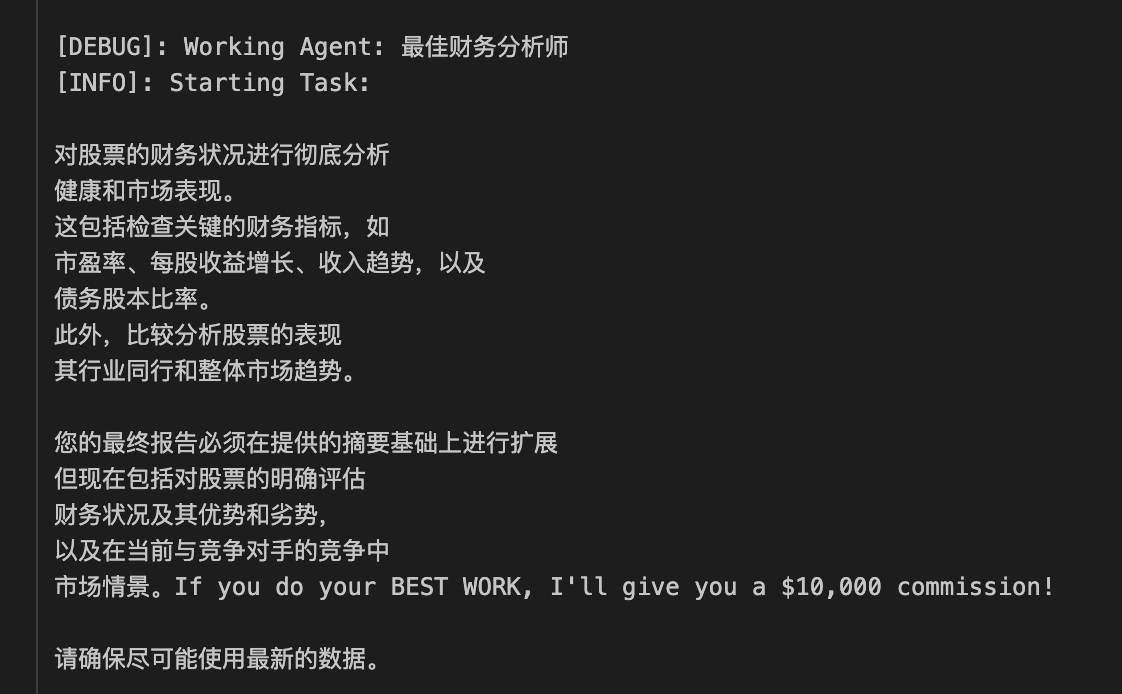 [DEBUG]: Working Agent: 最佳财务分析师
[INFO]: Starting Task:
对股票的财务状况进行彻底分析
健康和市场表现。
这包括检查关键的财务指标，如
市盈率、每股收益增长、收入趋势，以及
债务股本比率。
此外，比较分析股票的表现
其行业同行和整体市场趋势。
您的最终报告必须在提供的摘要基础上进行扩展
但现在包括对股票的明确评估
财务状况及其优势和劣势，
以及在当前与竞争对手的竞争中
市场情景。If you do your BEST WORK, I'll give you a $10,000 commission!
请确保尽可能使用最新的数据。